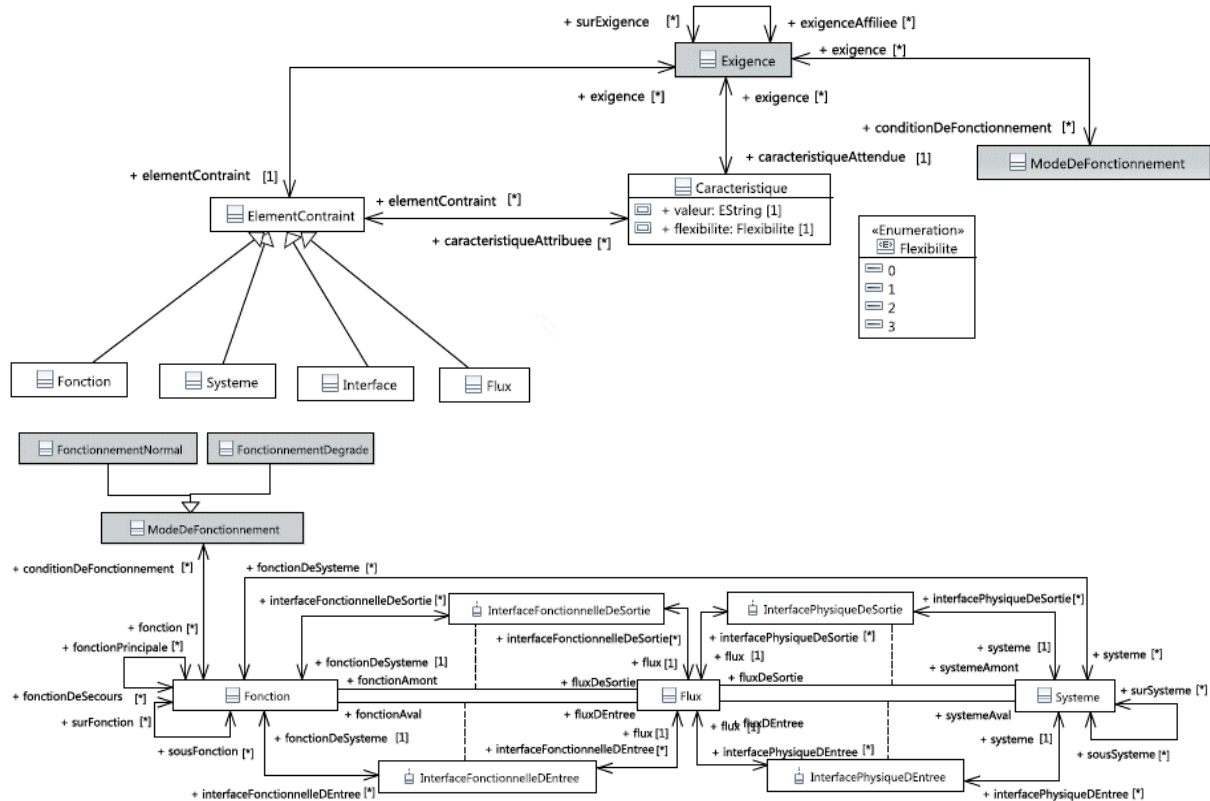 + surExigence [*]
+ exigenceAffiliee [*]
Exigence
+ exigence [*]
+ exigence [*]
+ exigence [*]
+ conditionDeFonctionnement [*]
ModeDeFonctionnement
+ caracteristiqueAttendue [1]
+ elementContraint [1]
Caracteristique
+ valeur: EString [1]
+ flexibilite: Flexibilite [1]
ElementContraint
+ elementContraint [*]
+ caracteristiqueAttribuee [*]
«Enumeration»
<E> Flexibilite
0
1
2
3
Fonction
Systeme
Interface
Flux
FonctionnementNormal
FonctionnementDegrade
ModeDeFonctionnement
+ conditionDeFonctionnement [*]
+ fonctionDeSysteme [*]
+ interfaceFonctionnelleDeSortie [*]
InterfaceFonctionnelleDeSortie
InterfacePhysiqueDeSortie
+ interfacePhysiqueDeSortie [*]
+ fonction [*]
+ fonctionPrincipale [*]
+ interfaceFonctionnelleDeSortie [*]
+ interfacePhysiqueDeSortie [*]
+ systeme [1]
+ systeme [*]
+ fonctionDeSysteme [1]
+ flux [1]
+ flux [1]
+ systemeAmont
+ fonctionAmont
+ fluxDeSortie
+ fluxDeSortie
+ fonctionDeSecours [*]
Fonction
Flux
Systeme
+ surSysteme [*]
+ surFonction [*]
+ fonctionAval
+ fluxDEntree
+ fluxDEntree
+ systemeAval
+ fonctionDeSysteme [1]
+ flux [1]
+ flux [1]
+ systeme [1]
+ sousFonction [*]
+ interfaceFonctionnelleDEntree [*]
+ interfacePhysiqueDEntree [*]
+ sousSysteme [*]
InterfaceFonctionnelleDEntree
InterfacePhysiqueDEntree
+ interfaceFonctionnelleDEntree [*]
+ interfacePhysiqueDEntree [*]